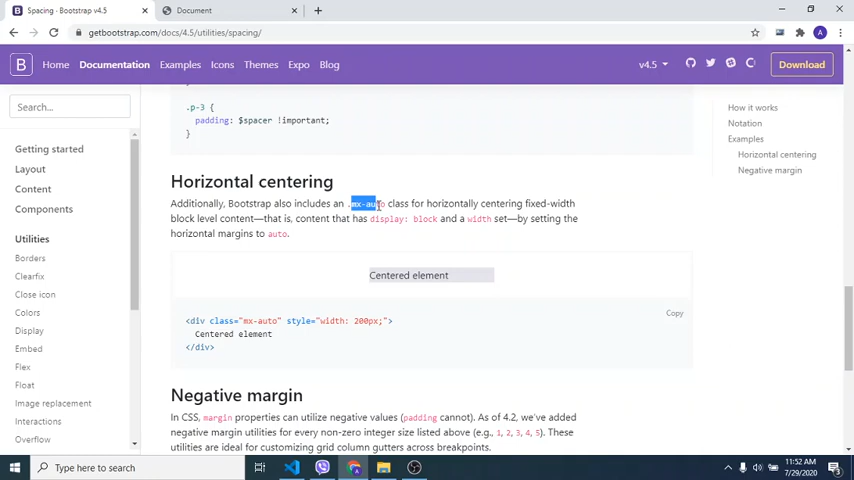 Spacing · Bootstrap v4.5
Document
getbootstrap.com/docs/4.5/utilities/spacing/
A
B
Home
Documentation
Examples
Icons
Themes
Expo
Blog
v4.5
Download
Search...
Getting started
Layout
Content
Components
Utilities
Borders
Clearfix
Close icon
Colors
Display
Embed
Flex
Float
Image replacement
Interactions
Overflow
.p-3 {
padding: $spacer !important;
}
Horizontal centering
Additionally, Bootstrap also includes an .mx-auto class for horizontally centering fixed-width
block level content—that is, content that has display: block and a width set—by setting the
horizontal margins to auto.
Centered element
Copy
<div class="mx-auto" style="width: 200px;">
Centered element
</div>
Negative margin
In CSS, margin properties can utilize negative values (padding cannot). As of 4.2, we've added
negative margin utilities for every non-zero integer size listed above (e.g., 1, 2, 3, 4, 5). These
utilities are ideal for customizing grid column gutters across breakpoints.
How it works
Notation
Examples
Horizontal centering
Negative margin
Type here to search
11:52 AM
7/29/2020
3